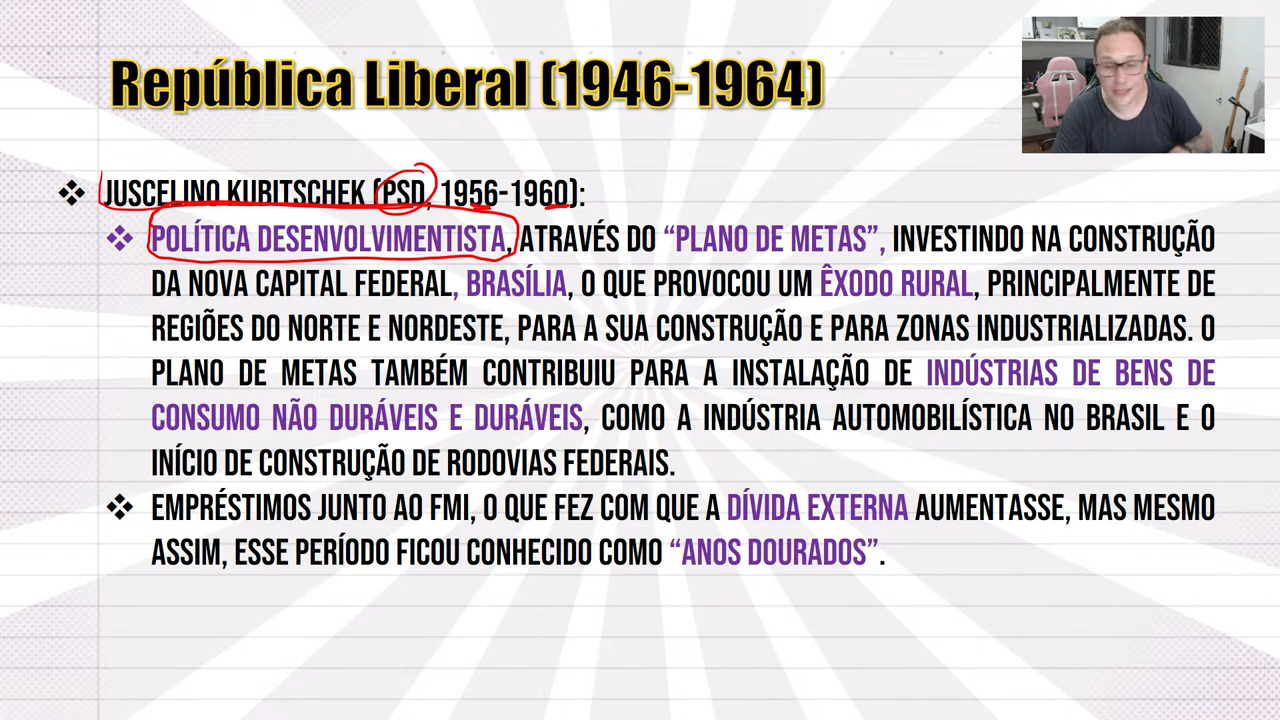 República Liberal (1946-1964)
JUSCELINO KUBITSCHEK (PSD, 1956-1960):
POLÍTICA DESENVOLVIMENTISTA, ATRAVÉS DO “PLANO DE METAS”, INVESTINDO NA CONSTRUÇÃO
DA NOVA CAPITAL FEDERAL, BRASÍLIA, O QUE PROVOCOU UM ÊXODO RURAL, PRINCIPALMENTE DE
REGIÕES DO NORTE E NORDESTE, PARA A SUA CONSTRUÇÃO E PARA ZONAS INDUSTRIALIZADAS. O
PLANO DE METAS TAMBÉM CONTRIBUIU PARA A INSTALAÇÃO DE INDÚSTRIAS DE BENS DE
CONSUMO NÃO DURÁVEIS E DURÁVEIS, COMO A INDÚSTRIA AUTOMOBILÍSTICA NO BRASIL E O
INÍCIO DE CONSTRUÇÃO DE RODOVIAS FEDERAIS.
EMPRÉSTIMOS JUNTO AO FMI, O QUE FEZ COM QUE A DÍVIDA EXTERNA AUMENTASSE, MAS MESMO
ASSIM, ESSE PERÍODO FICOU CONHECIDO COMO “ANOS DOURADOS”.